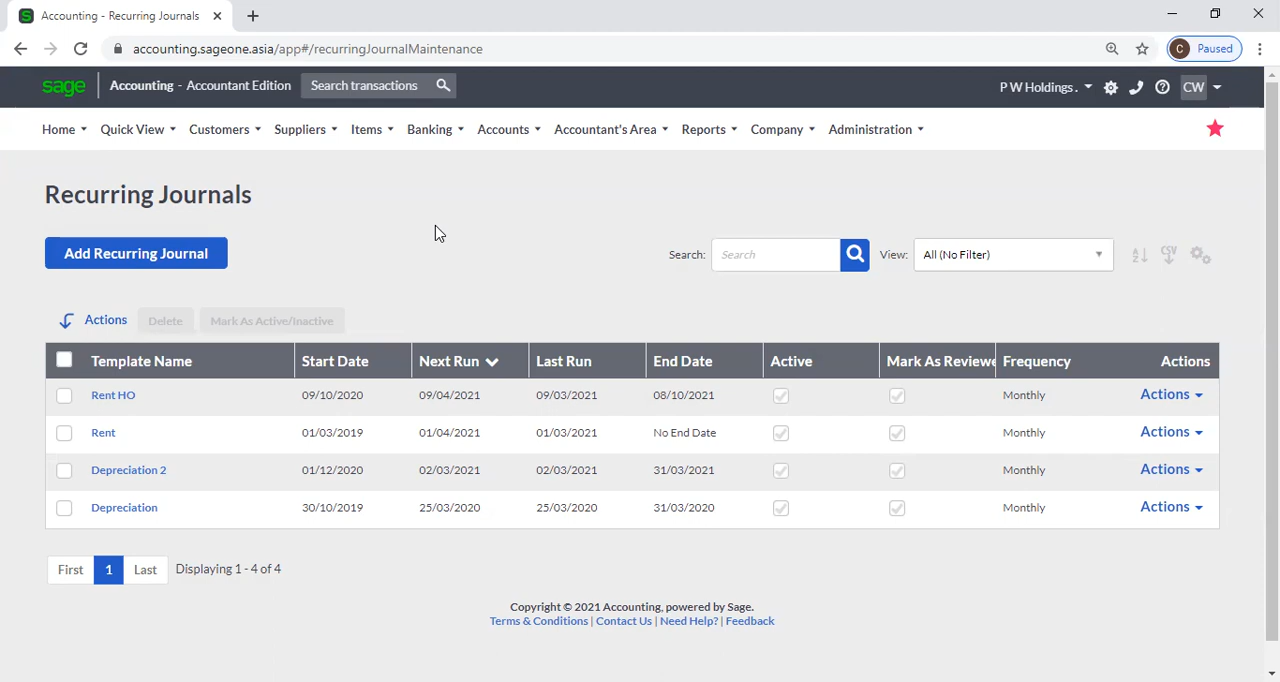 Accounting - Recurring Journals
accounting.sageone.asia/app#/recurringJournalMaintenance
C Paused
sage Accounting - Accountant Edition Search transactions P W Holdings . CW
Home Quick View Customers Suppliers Items Banking Accounts Accountant's Area Reports Company Administration
Recurring Journals
Add Recurring Journal Search: Search View: All (No Filter) CSV
Actions Delete Mark As Active/Inactive
Template Name Start Date Next Run Last Run End Date Active Mark As Reviewe Frequency Actions
Rent HO 09/10/2020 09/04/2021 09/03/2021 08/10/2021 Monthly Actions
Rent 01/03/2019 01/04/2021 01/03/2021 No End Date Monthly Actions
Depreciation 2 01/12/2020 02/03/2021 02/03/2021 31/03/2021 Monthly Actions
Depreciation 30/10/2019 25/03/2020 25/03/2020 31/03/2020 Monthly Actions
First 1 Last Displaying 1 - 4 of 4
Copyright © 2021 Accounting, powered by Sage.
Terms & Conditions | Contact Us | Need Help? | Feedback